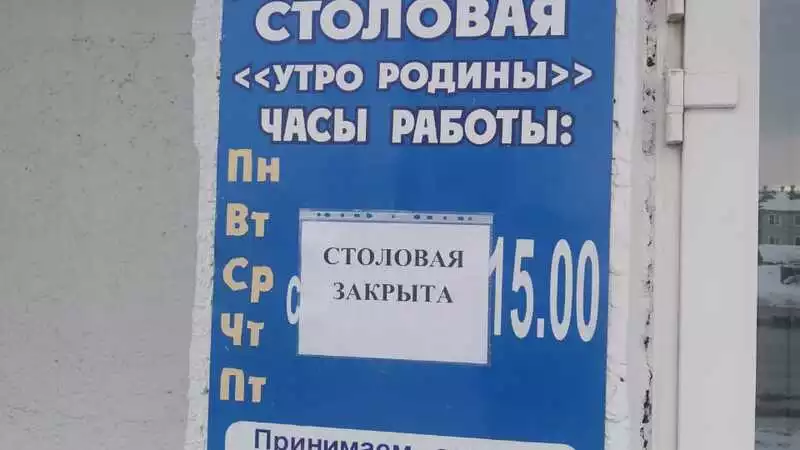 СТОЛОВАЯ
<<УТРО РОДИНЫ>>
ЧАСЫ РАБОТЫ:
Пн
Вт
Ср
Чт
Пт
с
15.00
СТОЛОВАЯ
ЗАКРЫТА
Принимаем